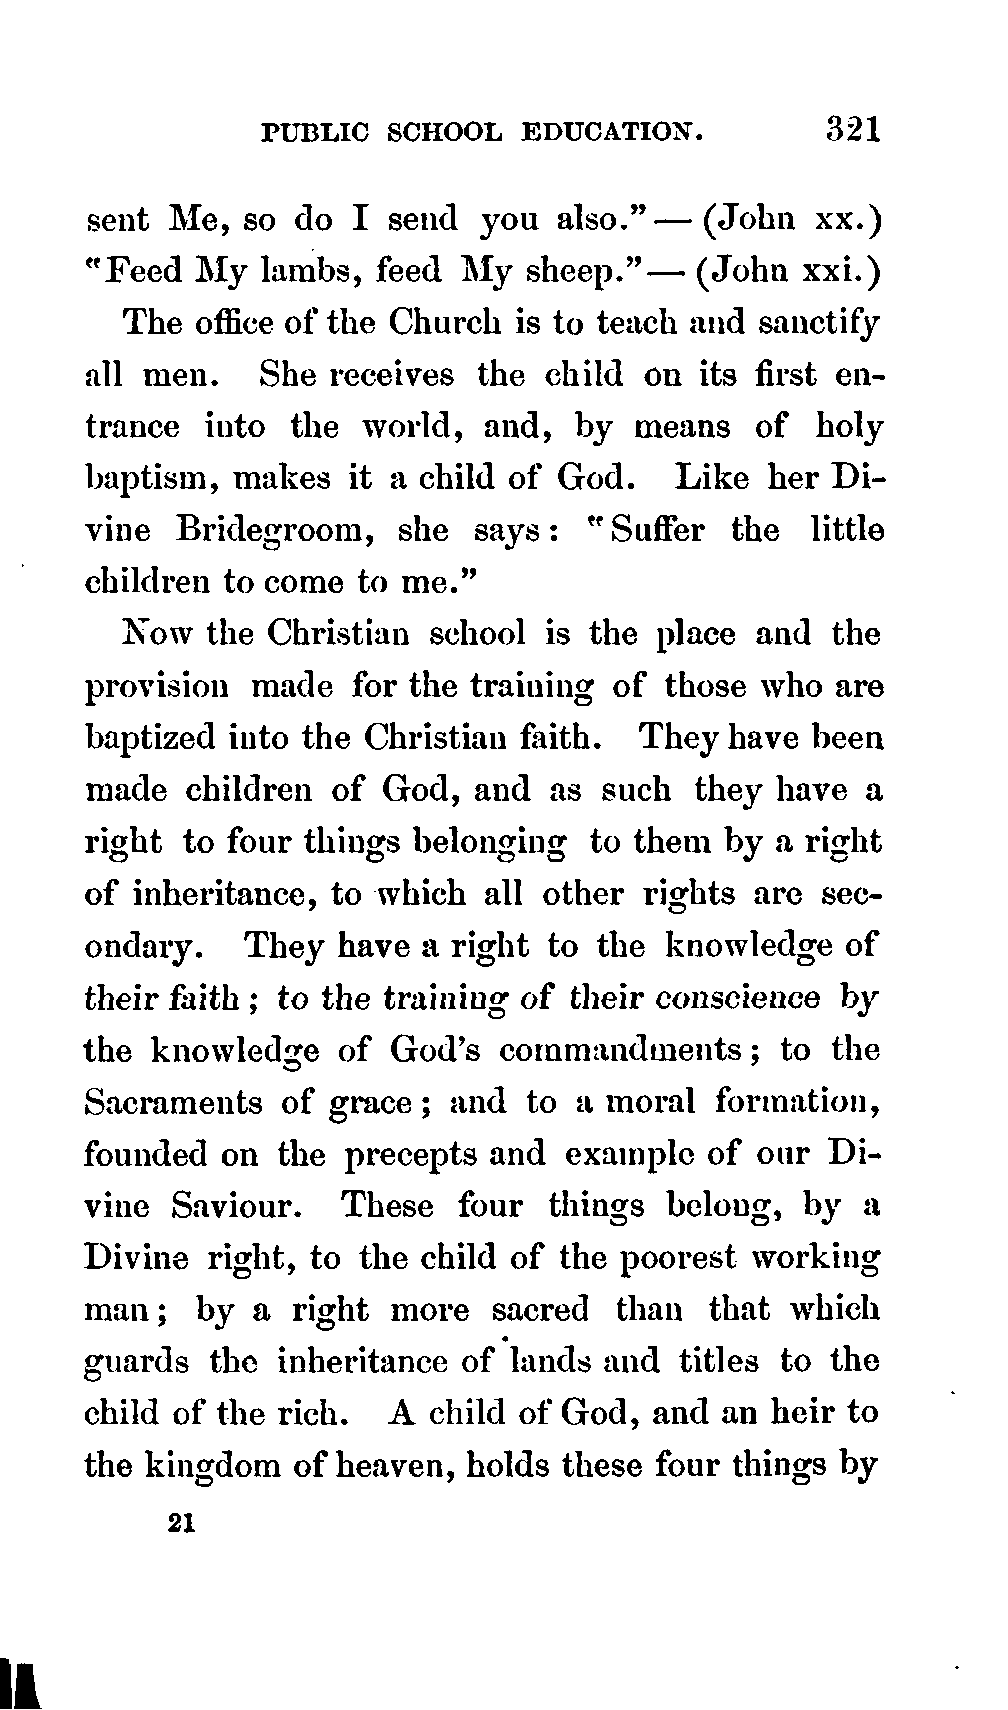 PUBLIC SCHOOL EDUCATION. 321
sent Me, so do I send you also.” — (John xx.)
“Feed My lambs, feed My sheep.” — (John xxi.)
The office of the Church is to teach and sanctify
all men. She receives the child on its first en-
trance into the world, and, by means of holy
baptism, makes it a child of God. Like her Di-
vine Bridegroom, she says: “Suffer the little
children to come to me.”
Now the Christian school is the place and the
provision made for the training of those who are
baptized into the Christian faith. They have been
made children of God, and as such they have a
right to four things belonging to them by a right
of inheritance, to which all other rights are sec-
ondary. They have a right to the knowledge of
their faith; to the training of their conscience by
the knowledge of God’s commandments; to the
Sacraments of grace; and to a moral formation,
founded on the precepts and example of our Di-
vine Saviour. These four things belong, by a
Divine right, to the child of the poorest working
man; by a right more sacred than that which
guards the inheritance of lands and titles to the
child of the rich. A child of God, and an heir to
the kingdom of heaven, holds these four things by
21